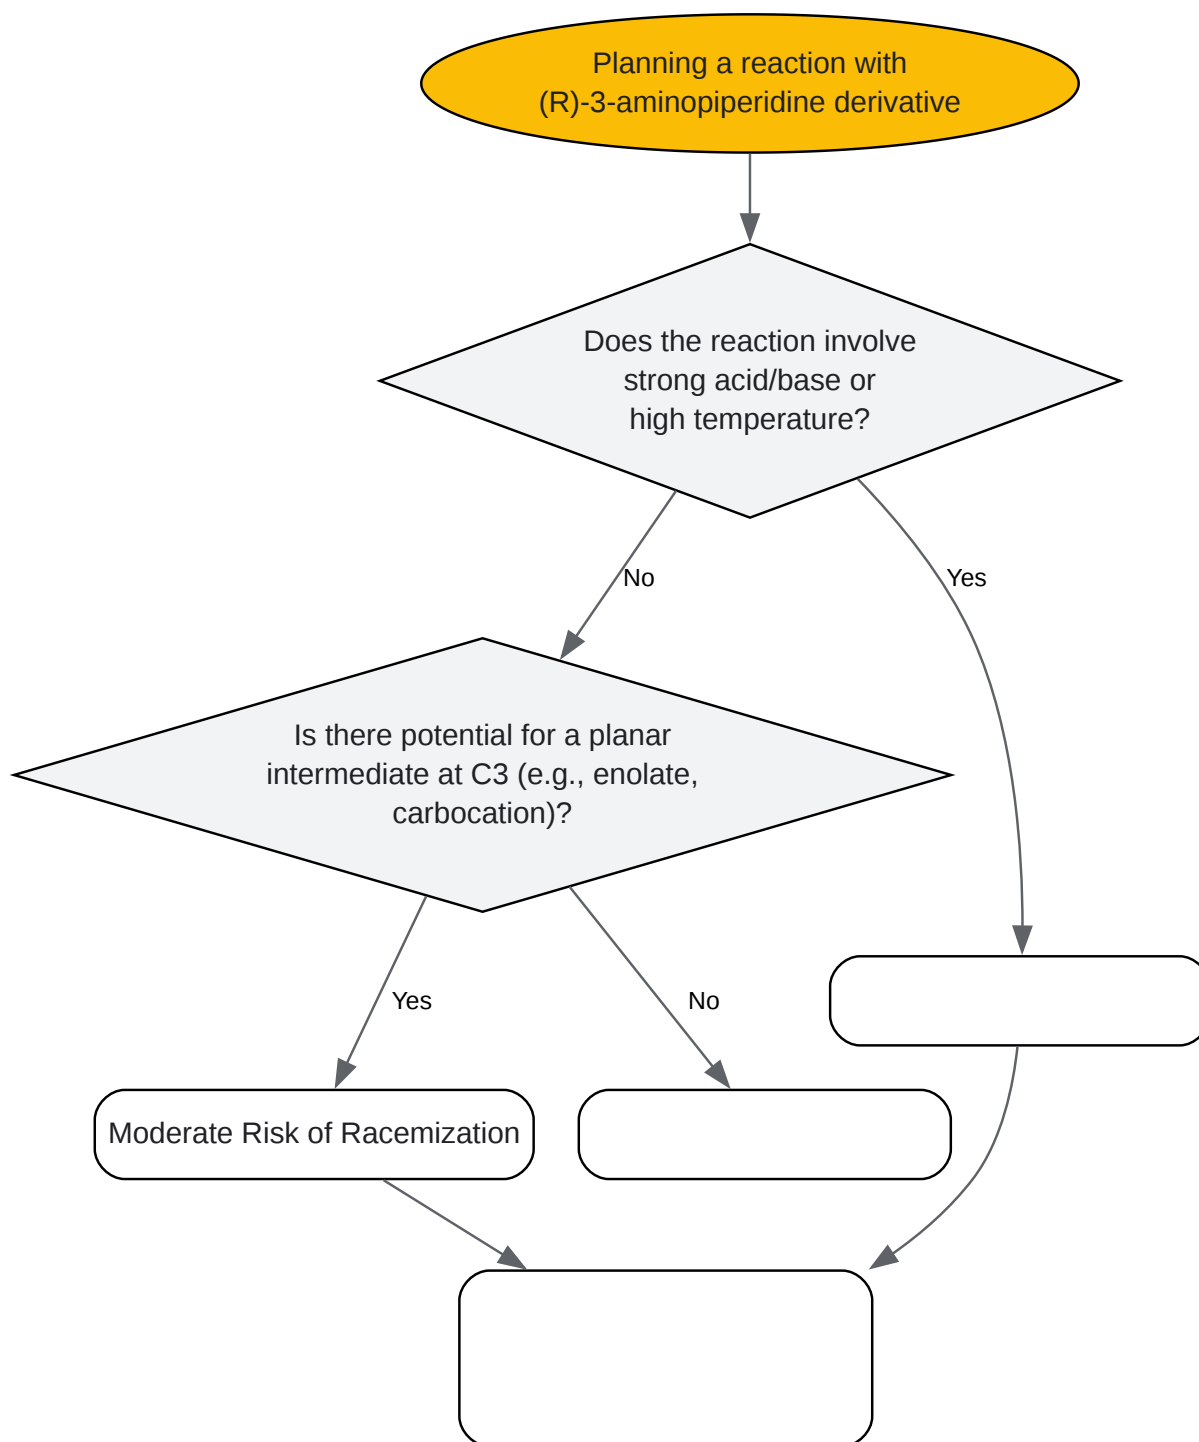 Planning a reaction with
(R)-3-aminopiperidine derivative
Does the reaction involve
strong acid/base or
high temperature?
No
Yes
Is there potential for a planar
intermediate at C3 (e.g., enolate,
carbocation)?
Yes
No
Moderate Risk of Racemization